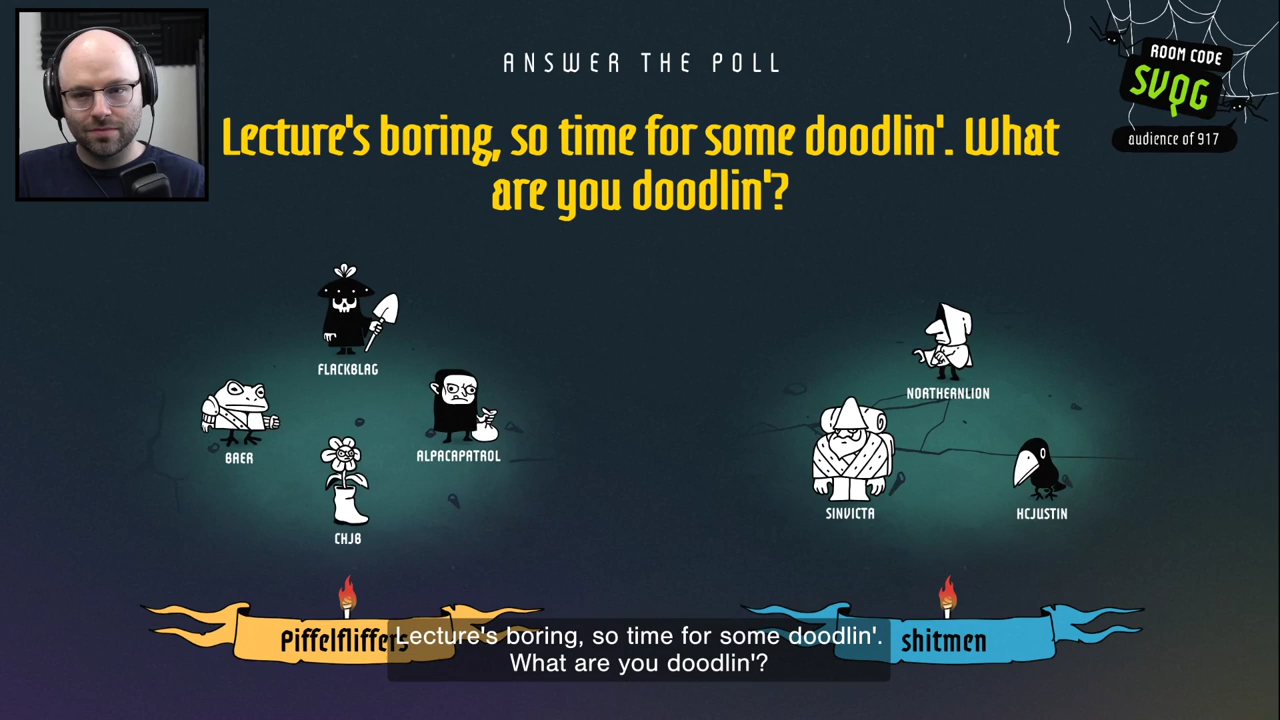 ANSWER THE POLL
ROOM CODE
SVQG
audience of 917
Lecture's boring, so time for some doodlin'. What
are you doodlin'?
FLACKBLAG
BAER
ALPACAPATROL
CHJB
NORTHERNLION
SINVICTA
HCJUSTIN
Piffelfliffers
shitmen
Lecture's boring, so time for some doodlin'.
What are you doodlin'?